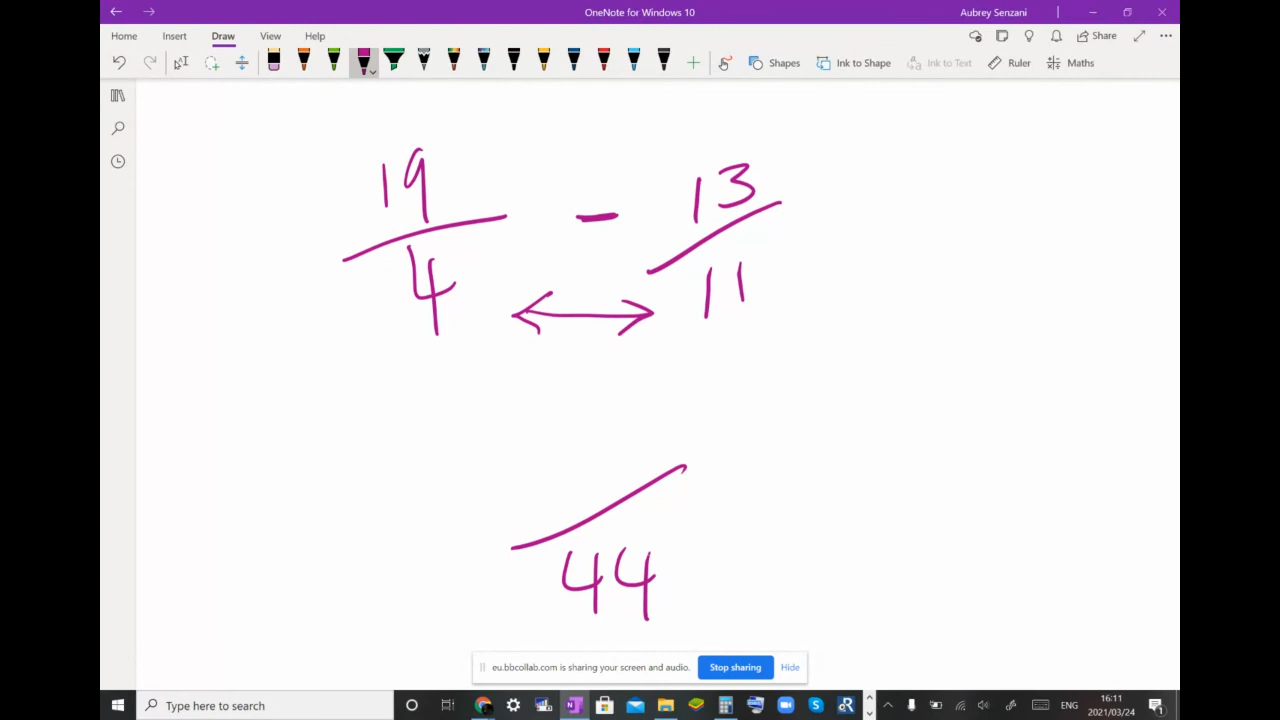 OneNote for Windows 10
Aubrey Senzani
Home Insert Draw View Help
Share
Shapes Ink to Shape Ink to Text Ruler Maths
19 - 13
4 11
44
eu.bbcollab.com is sharing your screen and audio. Stop sharing Hide
Type here to search
ENG
16:11
2021/03/24
1